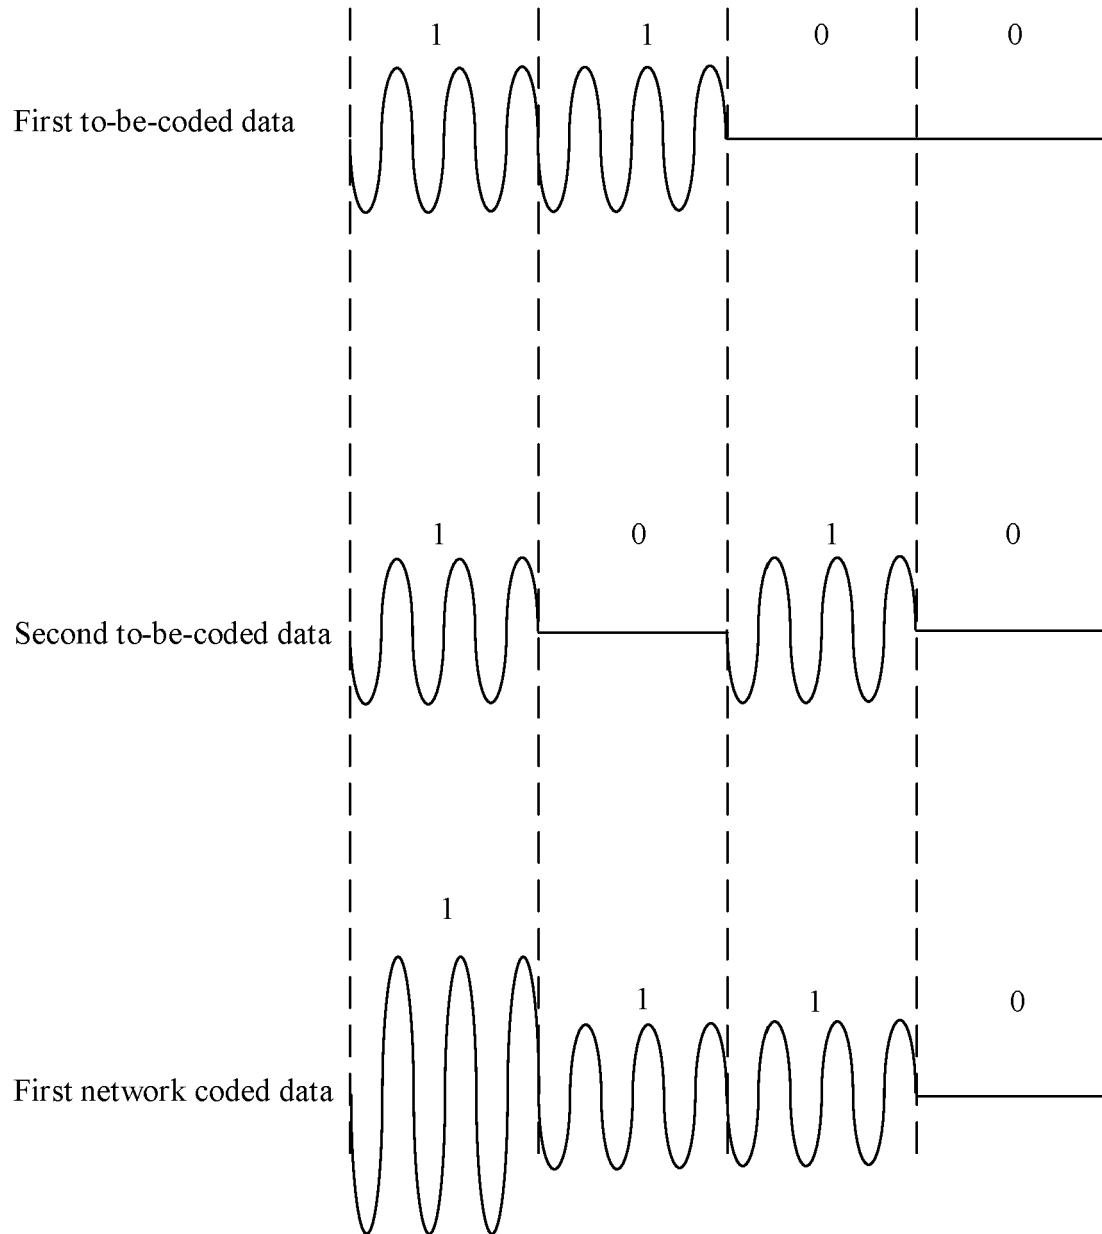 1 1 0 0
First to-be-coded data
1 0 1 0
Second to-be-coded data
1
1 1 0
First network coded data